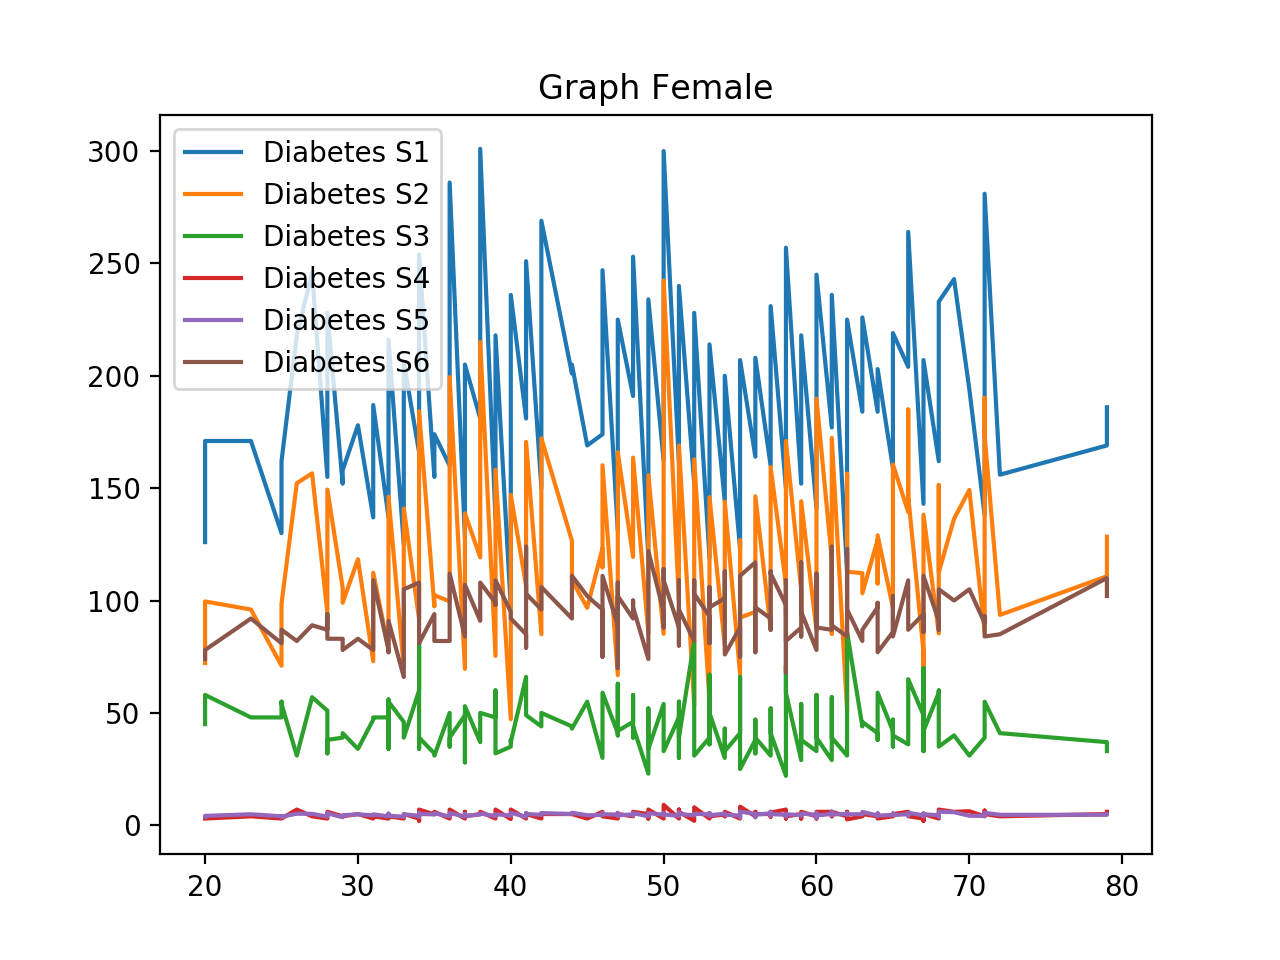 Graph Female
Diabetes S1
Diabetes S2
Diabetes S3
Diabetes S4
Diabetes S5
Diabetes S6
300
250
200
150
100
50
0
20 30 40 50 60 70 80